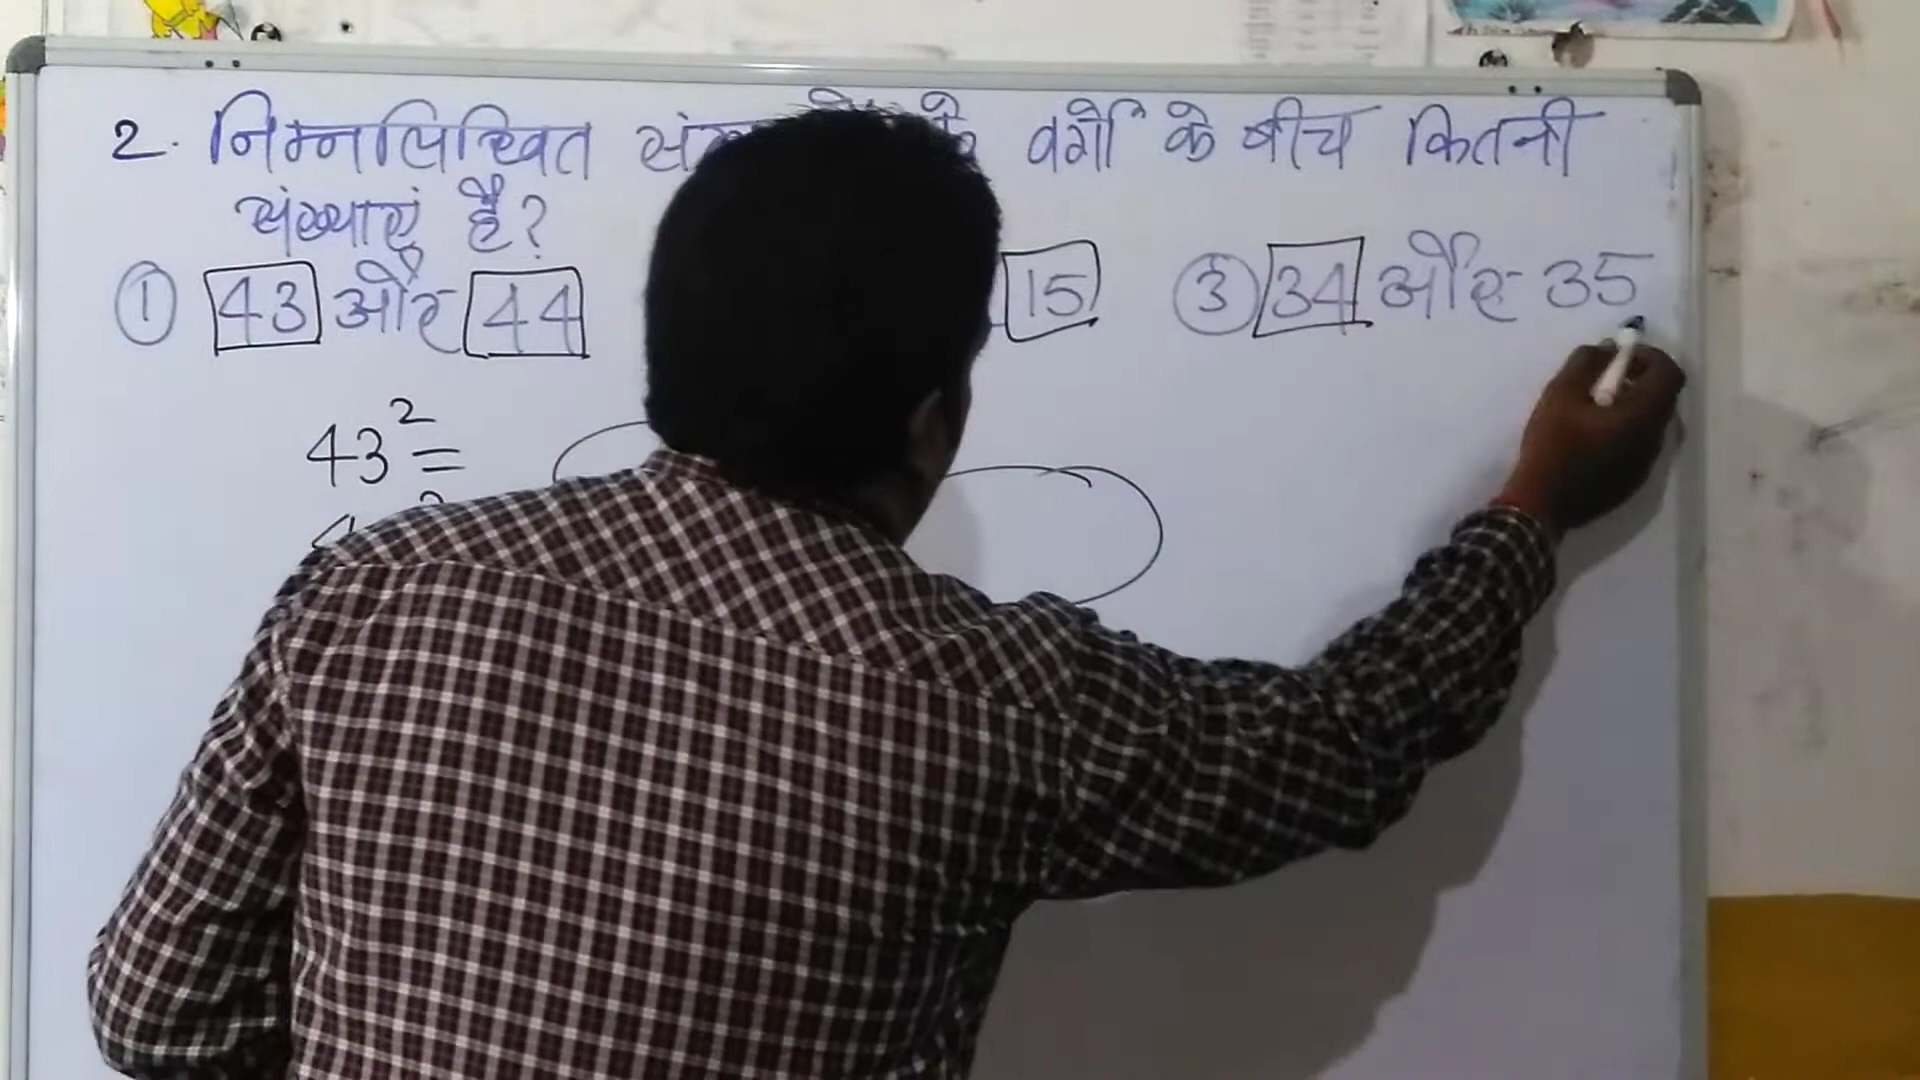 2. निम्नलिखित के वर्गों के बीच कितनी
संख्याएं है?
① 43 और 44 15 ③ 34 और 35
43² =